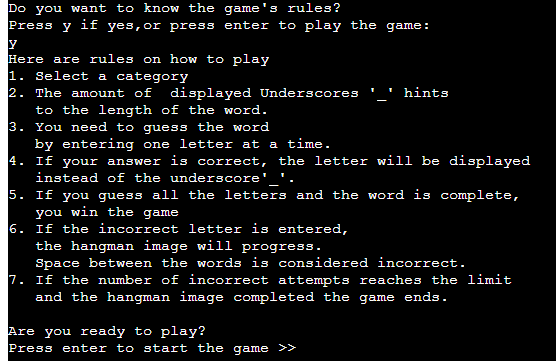 Do you want to know the game's rules?
Press y if yes,or press enter to play the game:
y
Here are rules on how to play
1. Select a category
2. The amount of  displayed Underscores '_' hints
   to the length of the word.
3. You need to guess the word
   by entering one letter at a time.
4. If your answer is correct, the letter will be displayed
   instead of the underscore'_'.
5. If you guess all the letters and the word is complete,
   you win the game
6. If the incorrect letter is entered,
   the hangman image will progress.
   Space between the words is considered incorrect.
7. If the number of incorrect attempts reaches the limit
   and the hangman image completed the game ends.

Are you ready to play?
Press enter to start the game >>